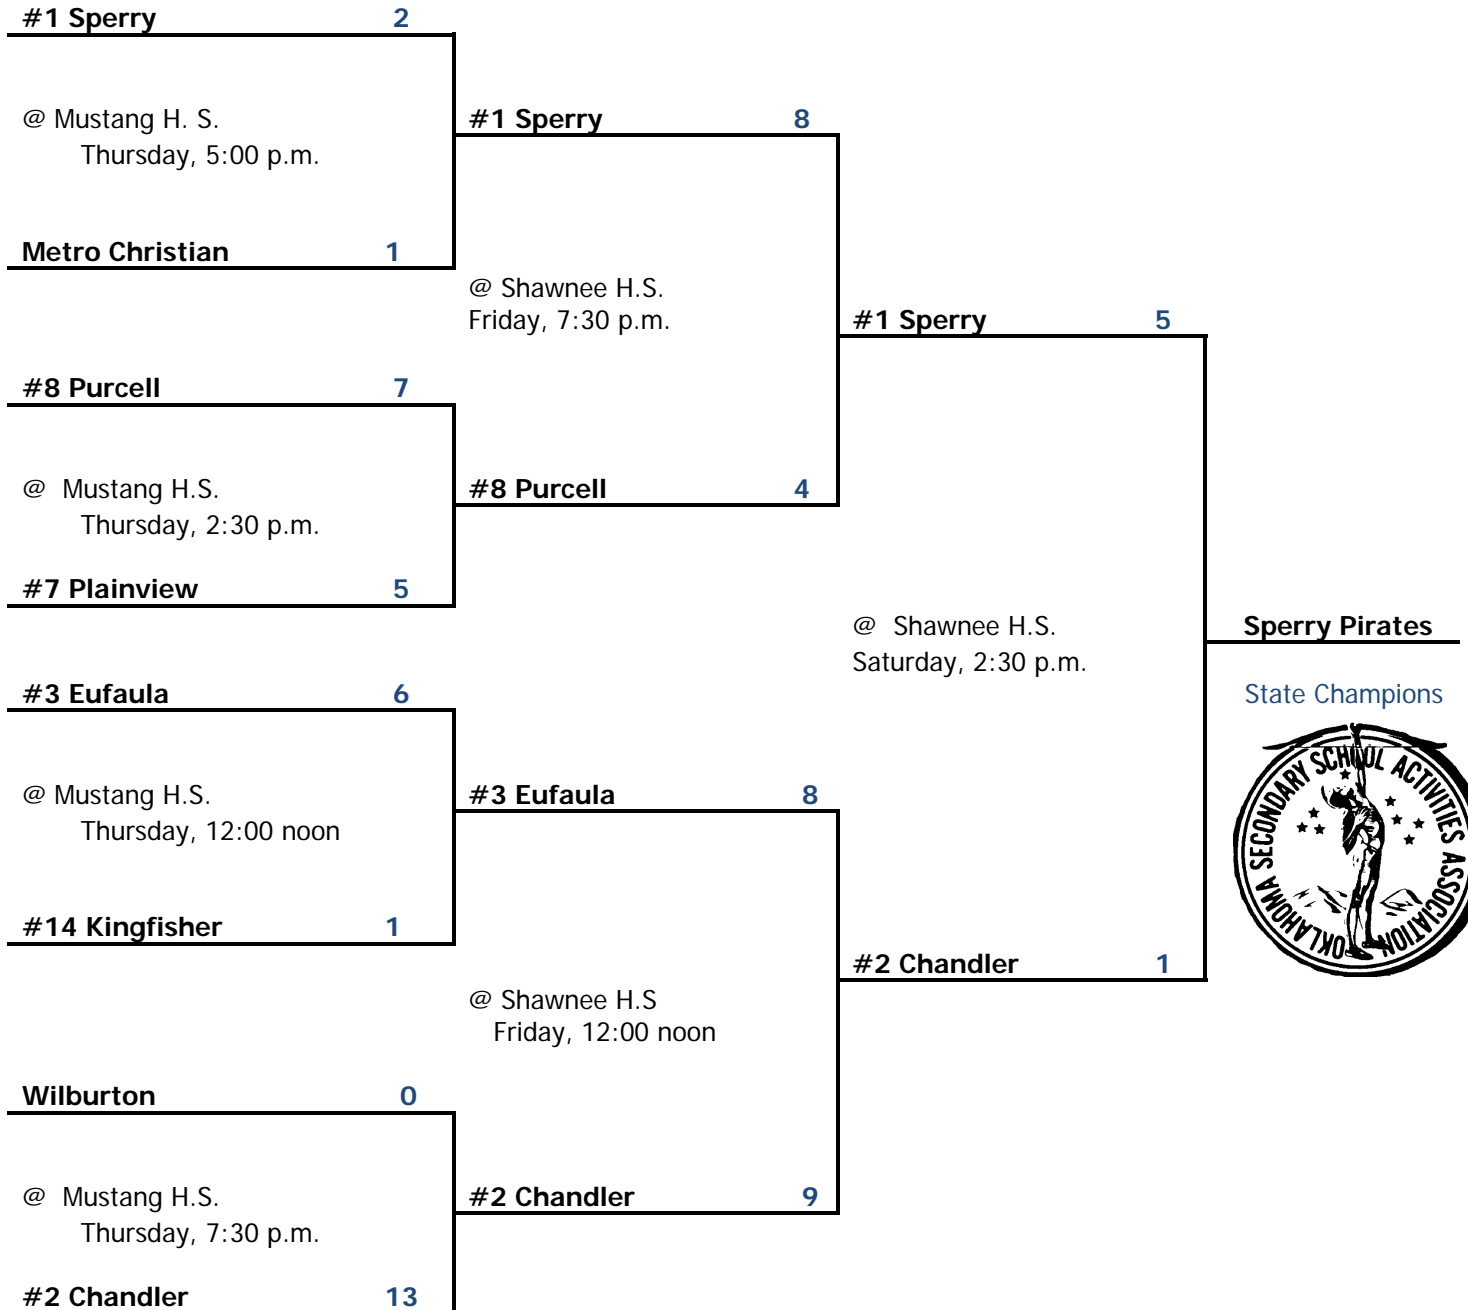 #1 Sperry 2
@ Mustang H. S.
Thursday, 5:00 p.m.
Metro Christian 1
#8 Purcell 7
@ Mustang H.S.
Thursday, 2:30 p.m.
#7 Plainview 5
#3 Eufaula 6
@ Mustang H.S.
Thursday, 12:00 noon
#14 Kingfisher 1
Wilburton 0
@ Mustang H.S.
Thursday, 7:30 p.m.
#2 Chandler 13
#1 Sperry 8
@ Shawnee H.S.
Friday, 7:30 p.m.
#8 Purcell 4
#3 Eufaula 8
@ Shawnee H.S
Friday, 12:00 noon
#2 Chandler 9
#1 Sperry 5
@ Shawnee H.S.
Saturday, 2:30 p.m.
#2 Chandler 1
Sperry Pirates
State Champions
OKLAHOMA SECONDARY SCHOOL ACTIVITIES ASSOCIATION